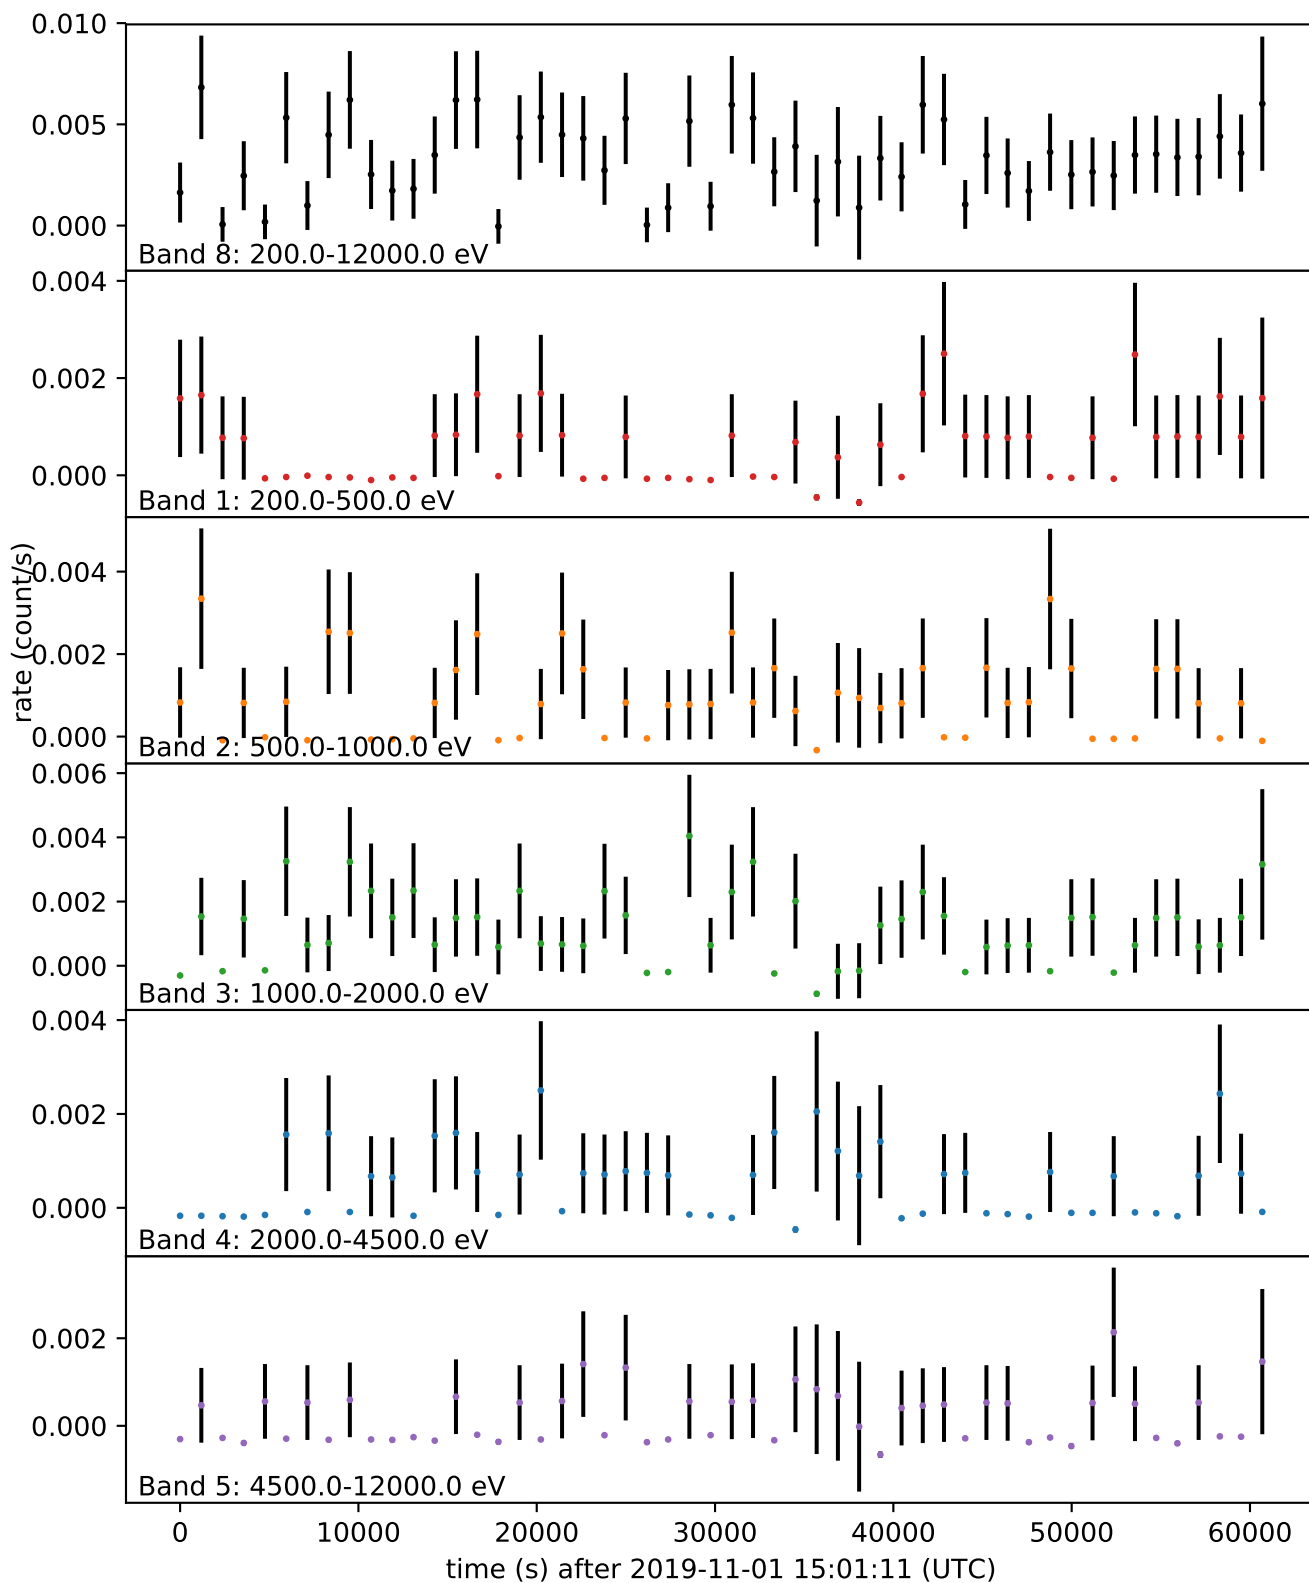 0.010
0.005
0.000
Band 8: 200.0-12000.0 eV
0.004
0.002
0.000
Band 1: 200.0-500.0 eV
rate (count/s)
0.004
0.002
0.000
Band 2: 500.0-1000.0 eV
0.006
0.004
0.002
0.000
Band 3: 1000.0-2000.0 eV
0.004
0.002
0.000
Band 4: 2000.0-4500.0 eV
0.002
0.000
Band 5: 4500.0-12000.0 eV
0 10000 20000 30000 40000 50000 60000
time (s) after 2019-11-01 15:01:11 (UTC)